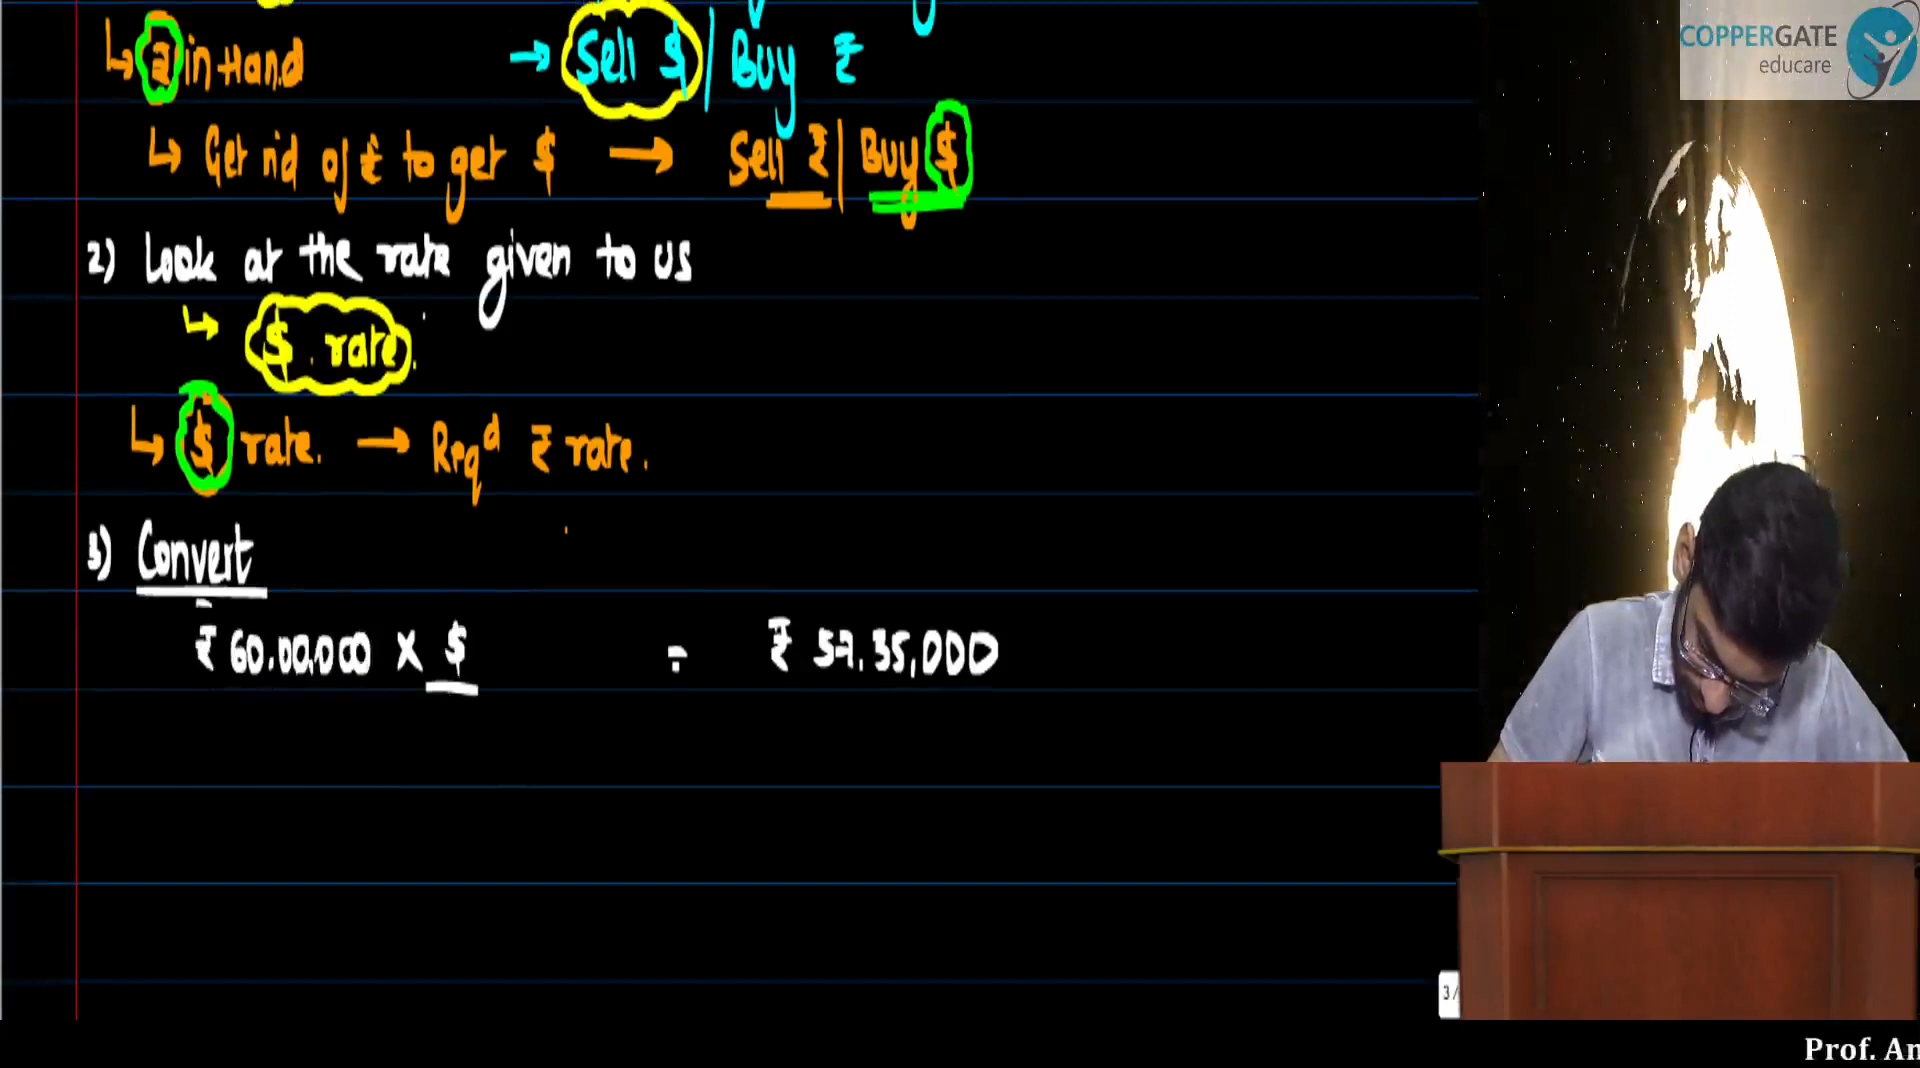 COPPERGATE
educare
↳ ₹ in Hand → Sell $ / Buy ₹
↳ Get rid of ₹ to get $ → Sell ₹ | Buy $
2) Look at the rate given to us
↳ $ rate.
↳ $ rate. → Reqd ₹ rate.
3) Convert
₹ 60,00,000 × $ = ₹ 57,35,000
3/
Prof. An